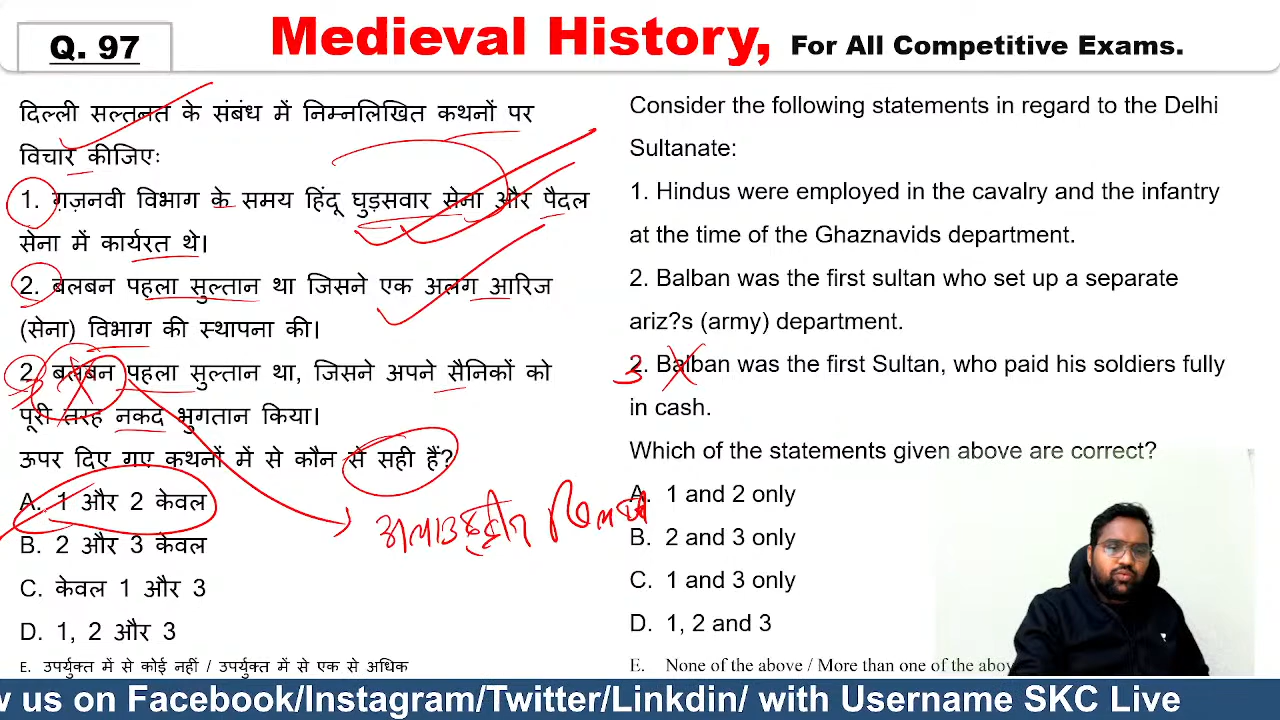 Q. 97
Medieval History, For All Competitive Exams.
दिल्ली सल्तनत के संबंध में निम्नलिखित कथनों पर
विचार कीजिएः
1. ग़ज़नवी विभाग के समय हिंदू घुड़सवार सेना और पैदल
सेना में कार्यरत थे।
2. बलबन पहला सुल्तान था जिसने एक अलग आरिज
(सेना) विभाग की स्थापना की।
2. बलबन पहला सुल्तान था, जिसने अपने सैनिकों को
पूरी तरह नकद भुगतान किया।
ऊपर दिए गए कथनों में से कौन से सही हैं?
A. 1 और 2 केवल
B. 2 और 3 केवल
C. केवल 1 और 3
D. 1, 2 और 3
E. उपर्युक्त में से कोई नहीं / उपर्युक्त में से एक से अधिक
अलाउद्दीन
Consider the following statements in regard to the Delhi
Sultanate:
1. Hindus were employed in the cavalry and the infantry
at the time of the Ghaznavids department.
2. Balban was the first sultan who set up a separate
ariz?s (army) department.
3
2. Balban was the first Sultan, who paid his soldiers fully
in cash.
Which of the statements given above are correct?
A. 1 and 2 only
B. 2 and 3 only
C. 1 and 3 only
D. 1, 2 and 3
E. None of the above / More than one of the abov
w us on Facebook/Instagram/Twitter/Linkdin/ with Username SKC Live